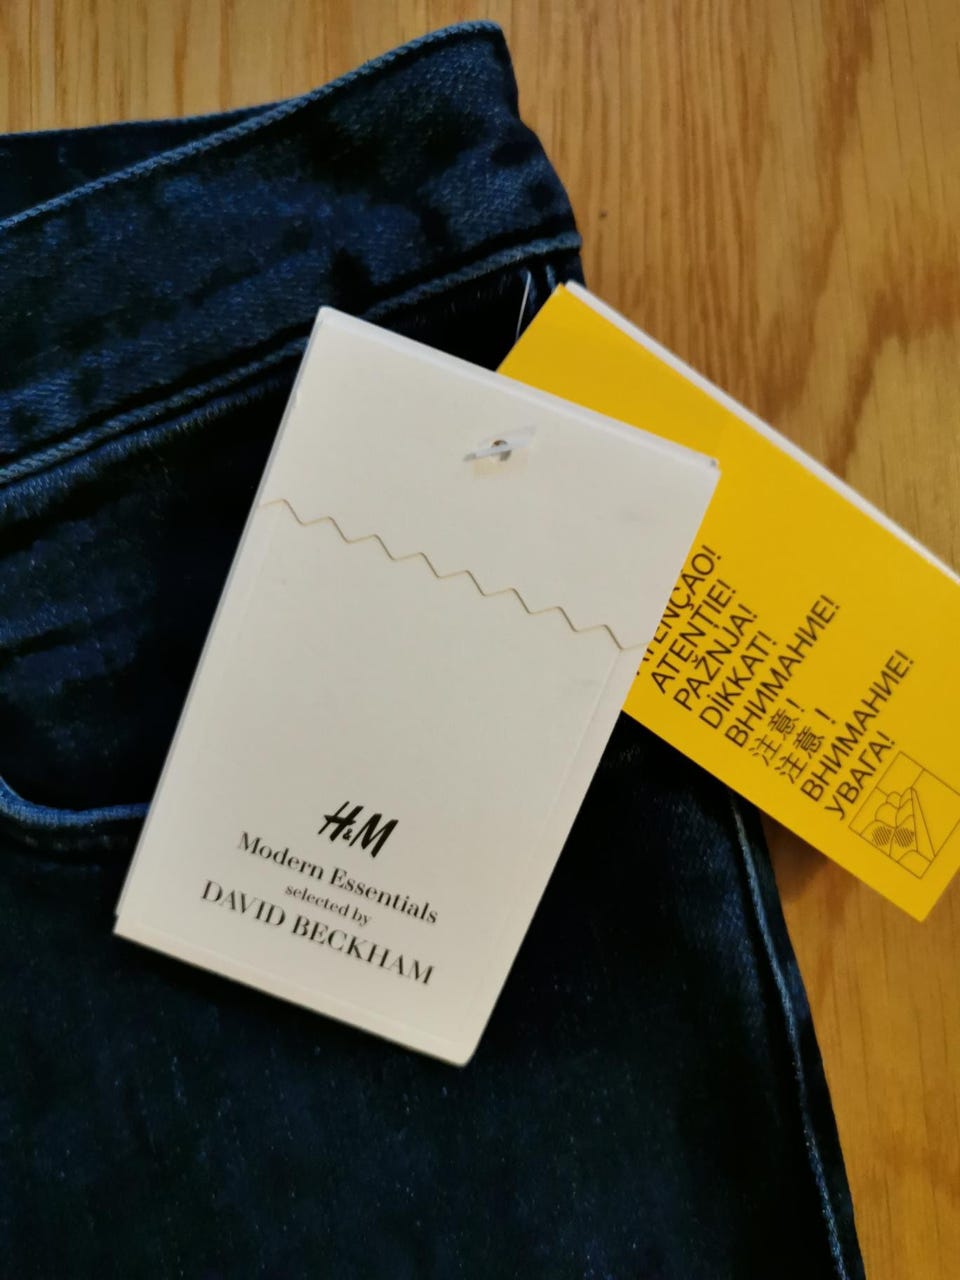 H&M
Modern Essentials
selected by
DAVID BECKHAM
ATENÇÃO!
ATENȚIE!
PAŽNJA!
DİKKAT!
ВНИМАНИЕ!
注意!
注意!
ВНИМАНИЕ!
УВАГА!